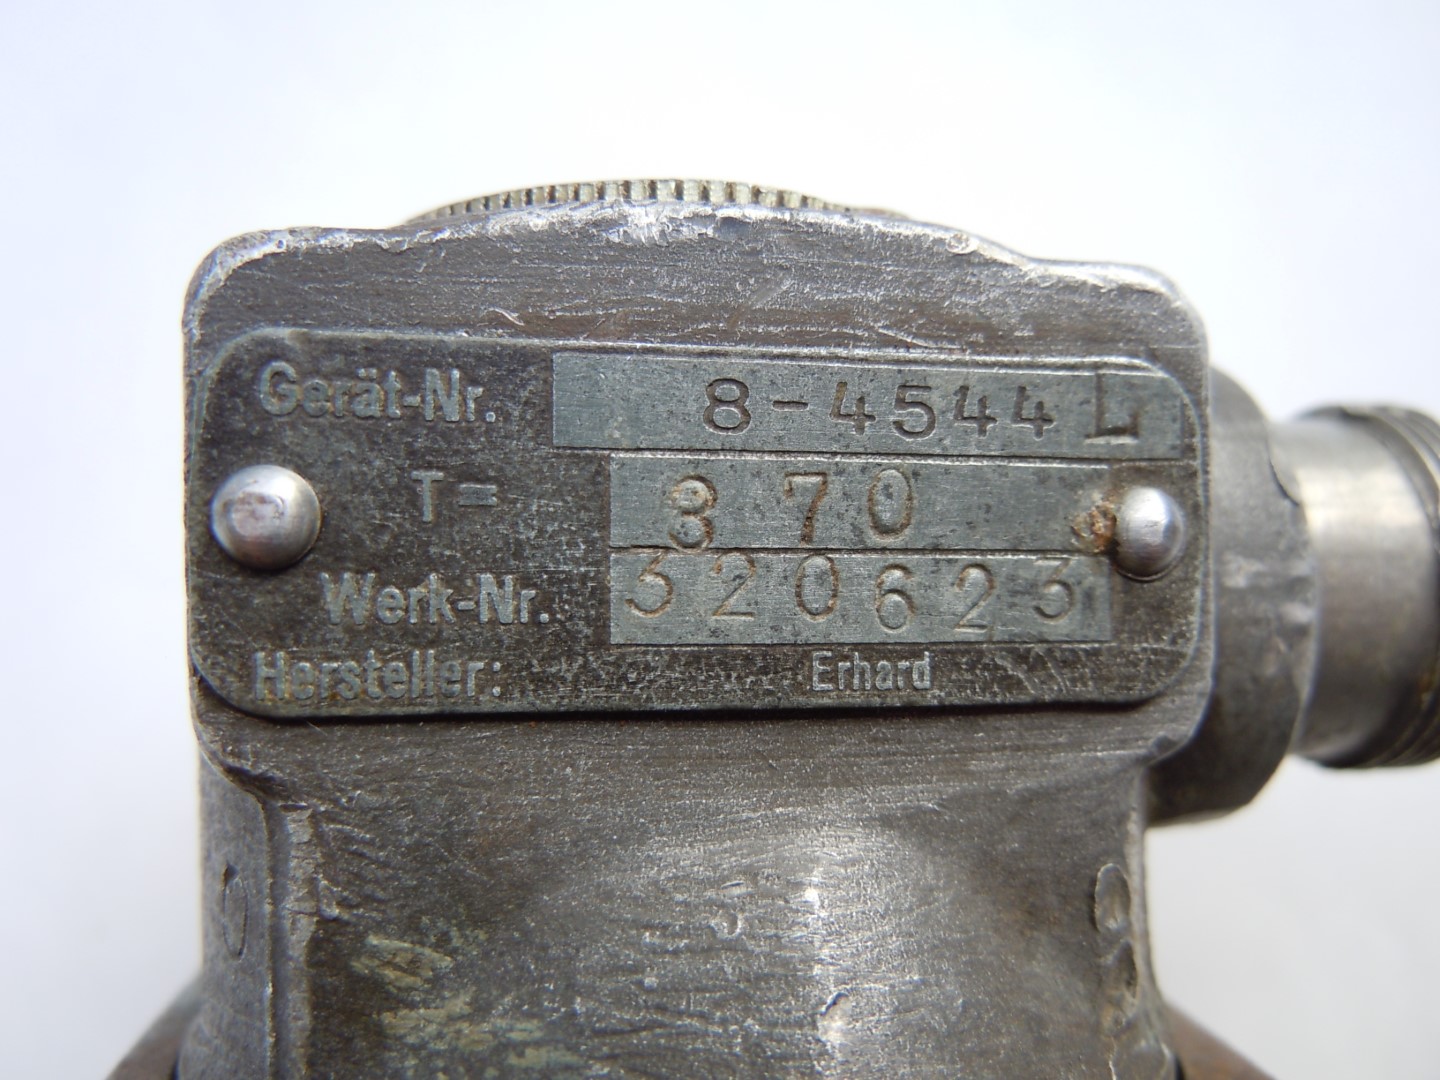 Gerät-Nr. 8-4544 L
T= 370
Werk-Nr. 320623
Hersteller: Erhard